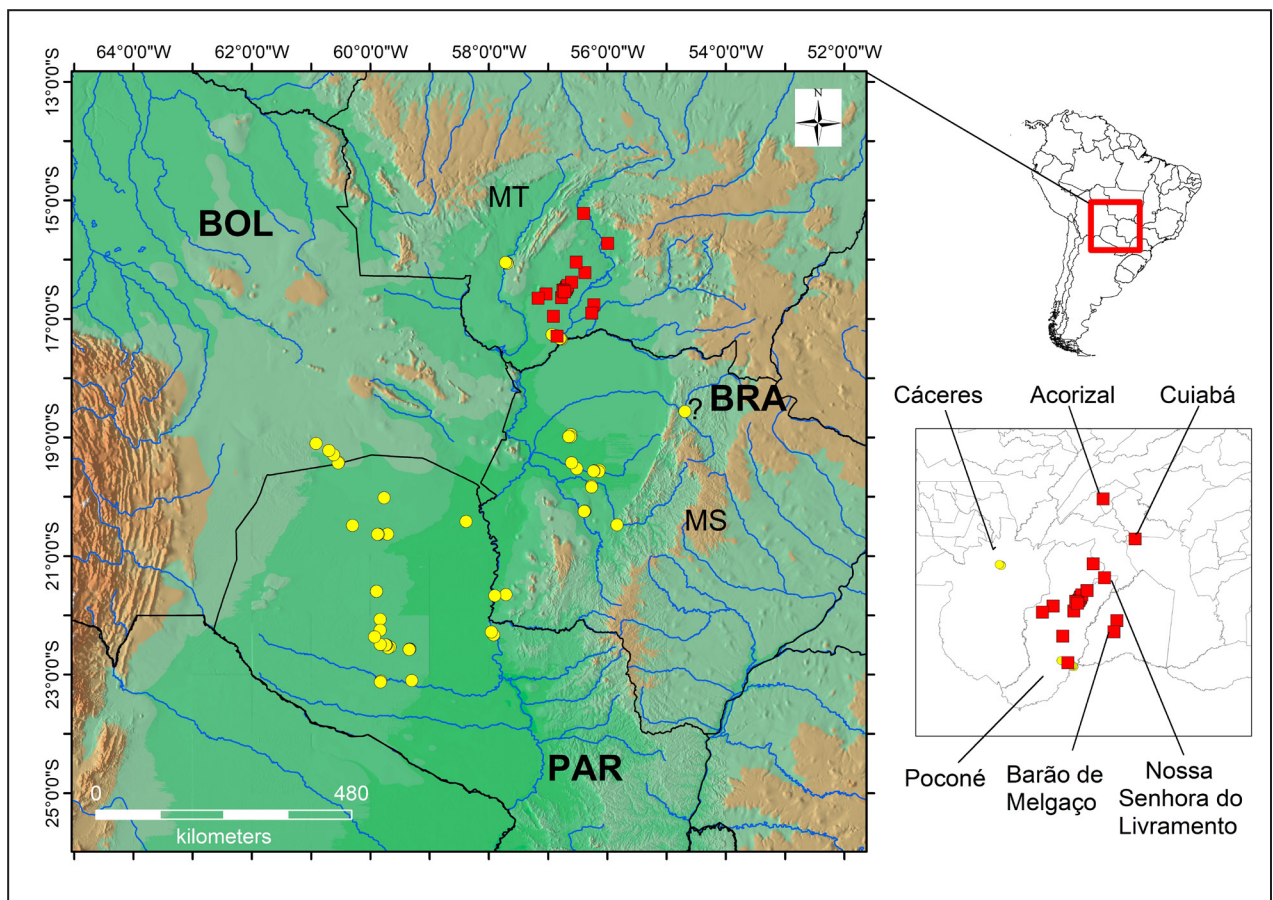 64°0'0"W 62°0'0"W 60°0'0"W 58°0'0"W 56°0'0"W 54°0'0"W 52°0'0"W
13°0'0"S
15°0'0"S
17°0'0"S
19°0'0"S
21°0'0"S
23°0'0"S
25°0'0"S
N
MT
BOL
BRA
?
MS
PAR
0 480
kilometers
Cáceres Acorizal Cuiabá
Poconé
Barão de
Melgaço
Nossa
Senhora do
Livramento